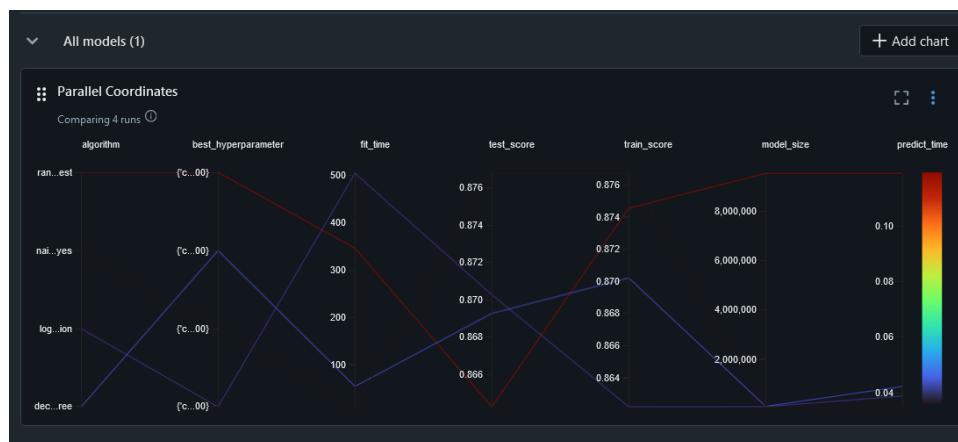 All models (1)
+ Add chart
Parallel Coordinates
Comparing 4 runs
algorithm best_hyperparameter fit_time test_score train_score model_size predict_time
ran...est
nai...yes
log...ion
dec...ree
{'c...00}
{'c...00}
{'c...00}
{'c...00}
500
400
300
200
100
0.876
0.874
0.872
0.870
0.868
0.866
0.876
0.874
0.872
0.870
0.868
0.866
0.864
8,000,000
6,000,000
4,000,000
2,000,000
0.10
0.08
0.06
0.04